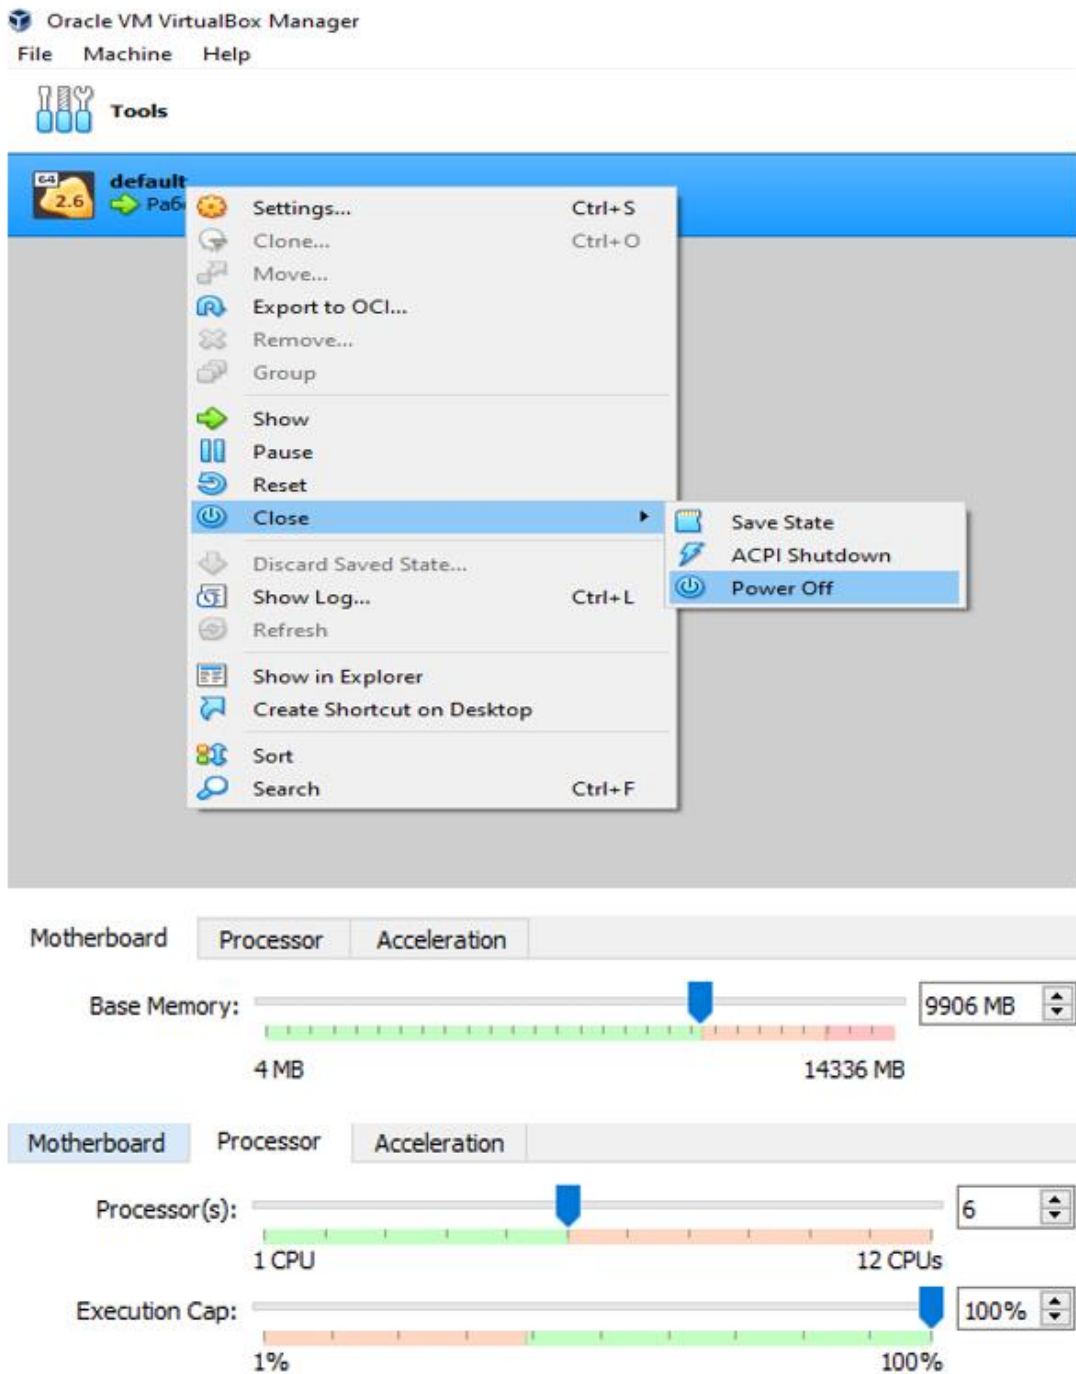 Oracle VM VirtualBox Manager
File Machine Help
Tools
64
2.6
default
Settings... Ctrl+S
Clone... Ctrl+O
Move...
Export to OCI...
Remove...
Group
Show
Pause
Reset
Close
Save State
ACPI Shutdown
Power Off
Discard Saved State...
Show Log... Ctrl+L
Refresh
Show in Explorer
Create Shortcut on Desktop
Sort
Search Ctrl+F
Motherboard Processor Acceleration
Base Memory: 9906 MB
4 MB 14336 MB
Motherboard Processor Acceleration
Processor(s): 6
1 CPU 12 CPUs
Execution Cap: 100%
1% 100%